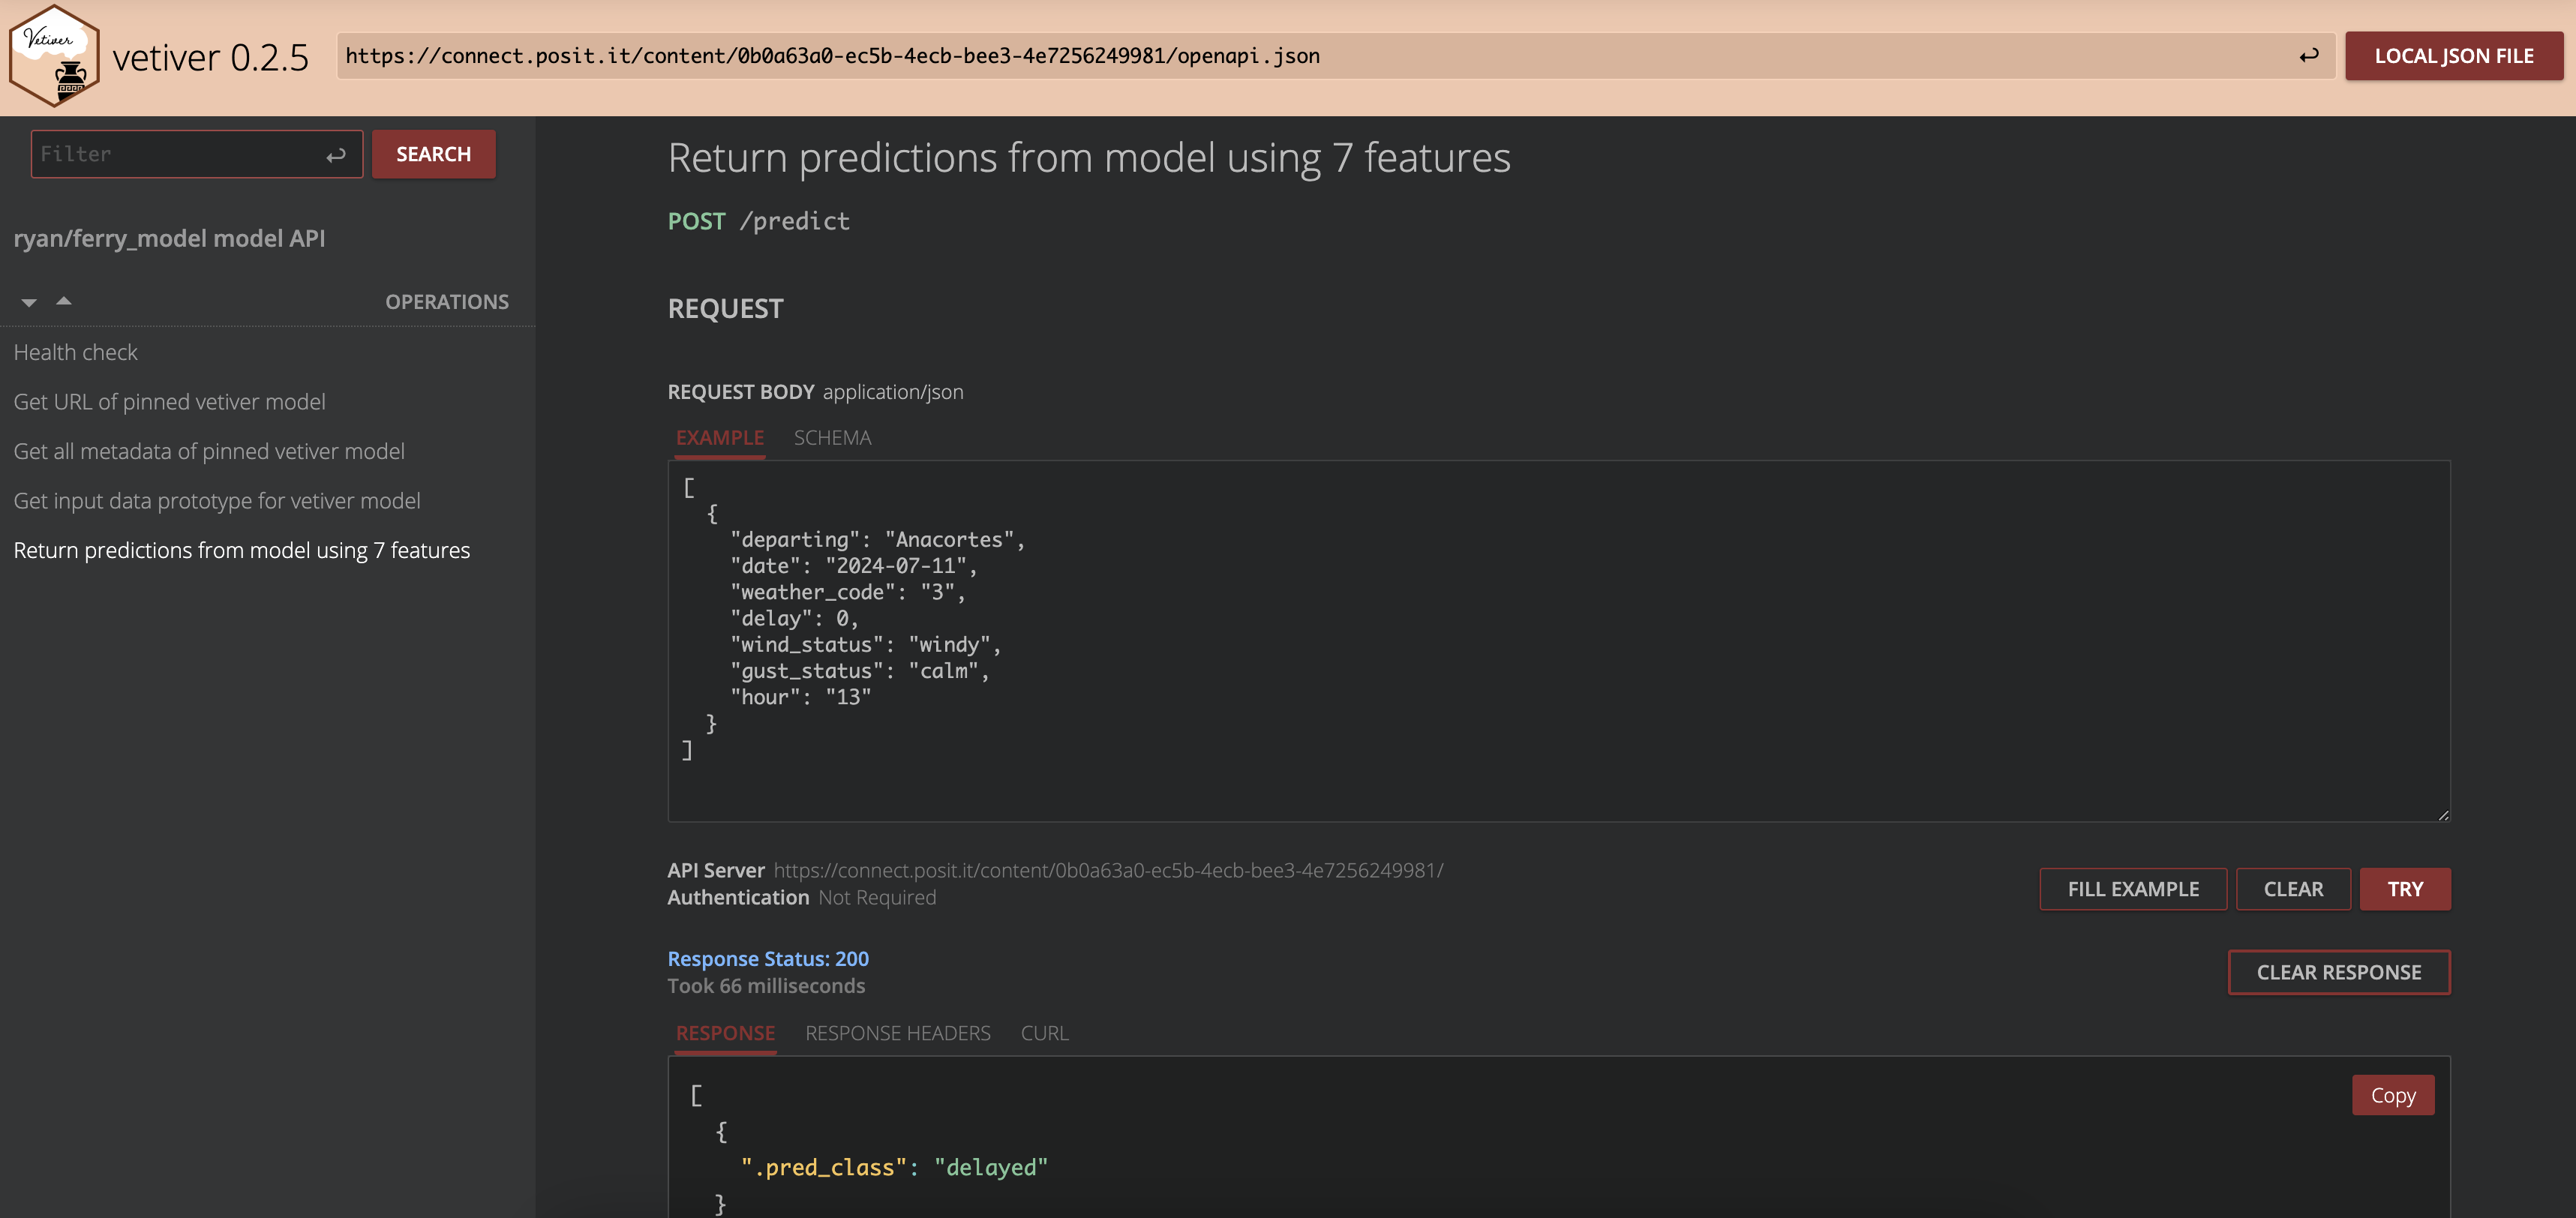 Vetiver
vetiver 0.2.5
https://connect.posit.it/content/0b0a63a0-ec5b-4ecb-bee3-4e7256249981/openapi.json
LOCAL JSON FILE
Filter
SEARCH
ryan/ferry_model model API
OPERATIONS
Health check
Get URL of pinned vetiver model
Get all metadata of pinned vetiver model
Get input data prototype for vetiver model
Return predictions from model using 7 features
Return predictions from model using 7 features
POST /predict
REQUEST
REQUEST BODY application/json
EXAMPLE SCHEMA
[
{
"departing": "Anacortes",
"date": "2024-07-11",
"weather_code": "3",
"delay": 0,
"wind_status": "windy",
"gust_status": "calm",
"hour": "13"
}
]
API Server https://connect.posit.it/content/0b0a63a0-ec5b-4ecb-bee3-4e7256249981/
Authentication Not Required
FILL EXAMPLE CLEAR TRY
Response Status: 200
Took 66 milliseconds
CLEAR RESPONSE
RESPONSE RESPONSE HEADERS CURL
Copy
[
{
".pred_class": "delayed"
}